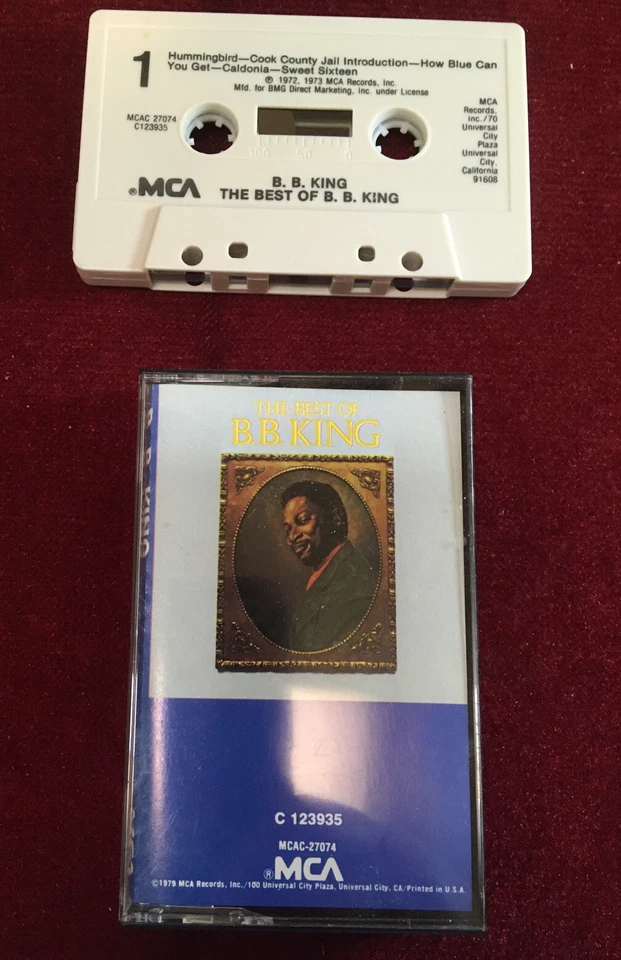 1
Hummingbird—Cook County Jail Introduction—How Blue Can
You Get—Caldonia—Sweet Sixteen
℗ 1972, 1973 MCA Records, Inc.
Mfd. for BMG Direct Marketing, Inc. under License
MCAC 27074
C123935
MCA
Records,
Inc./70
Universal
City
Plaza
Universal
City,
California
91608
100 50 0
®MCA
B. B. KING
THE BEST OF B. B. KING
THE BEST OF
B.B. KING
B. B. KING
C 123935
MCAC-27074
®MCA
©1979 MCA Records, Inc./100 Universal City Plaza, Universal City, CA/Printed in U.S.A.